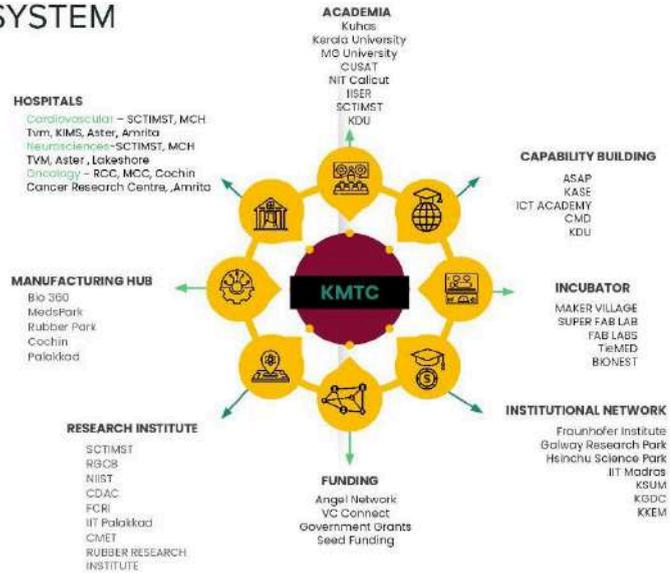 SYSTEM
ACADEMIA
Kuhas
Kerala University
MG University
CUSAT
NIT Calicut
IISER
SCTIMST
KDU
HOSPITALS
Cardiovascular – SCTIMST, MCH
Tvm, KIMS, Aster, Amrita
Neurosciences-SCTIMST, MCH
TVM, Aster , Lakeshore
Oncology – RCC, MCC, Cochin
Cancer Research Centre, ,Amrita
CAPABILITY BUILDING
ASAP
KASE
ICT ACADEMY
CMD
KDU
MANUFACTURING HUB
Bio 360
MedsPark
Rubber Park
Cochin
Palakkad
KMTC
INCUBATOR
MAKER VILLAGE
SUPER FAB LAB
FAB LABS
TieMED
BIONEST
RESEARCH INSTITUTE
SCTIMST
RGCB
NIIST
CDAC
FCRI
IIT Palakkad
CMET
RUBBER RESEARCH
INSTITUTE
FUNDING
Angel Network
VC Connect
Government Grants
Seed Funding
INSTITUTIONAL NETWORK
Fraunhofer Institute
Galway Research Park
Hsinchu Science Park
IIT Madras
KSUM
KGDC
KKEM